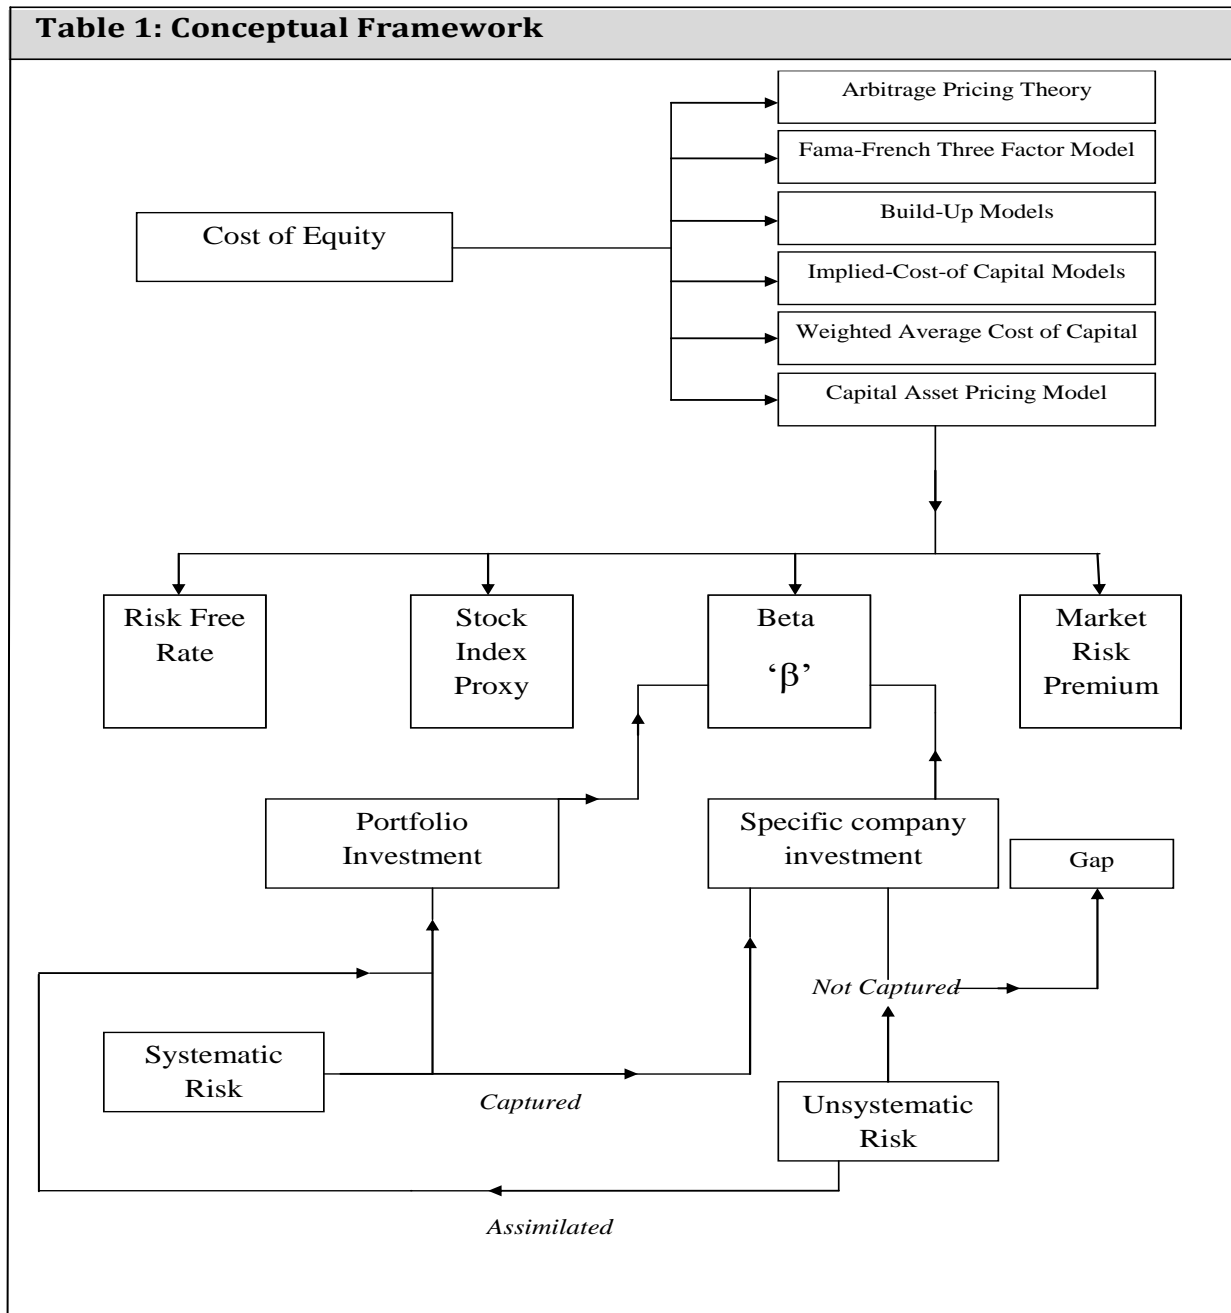 Table 1: Conceptual Framework
Arbitrage Pricing Theory
Fama-French Three Factor Model
Build-Up Models
Cost of Equity
Implied-Cost-of Capital Models
Weighted Average Cost of Capital
Capital Asset Pricing Model
Risk Free
Rate
Stock
Index
Proxy
Beta
‘β’
Market
Risk
Premium
Portfolio
Investment
Specific company
investment
Gap
Not Captured
Systematic
Risk
Captured
Unsystematic
Risk
Assimilated